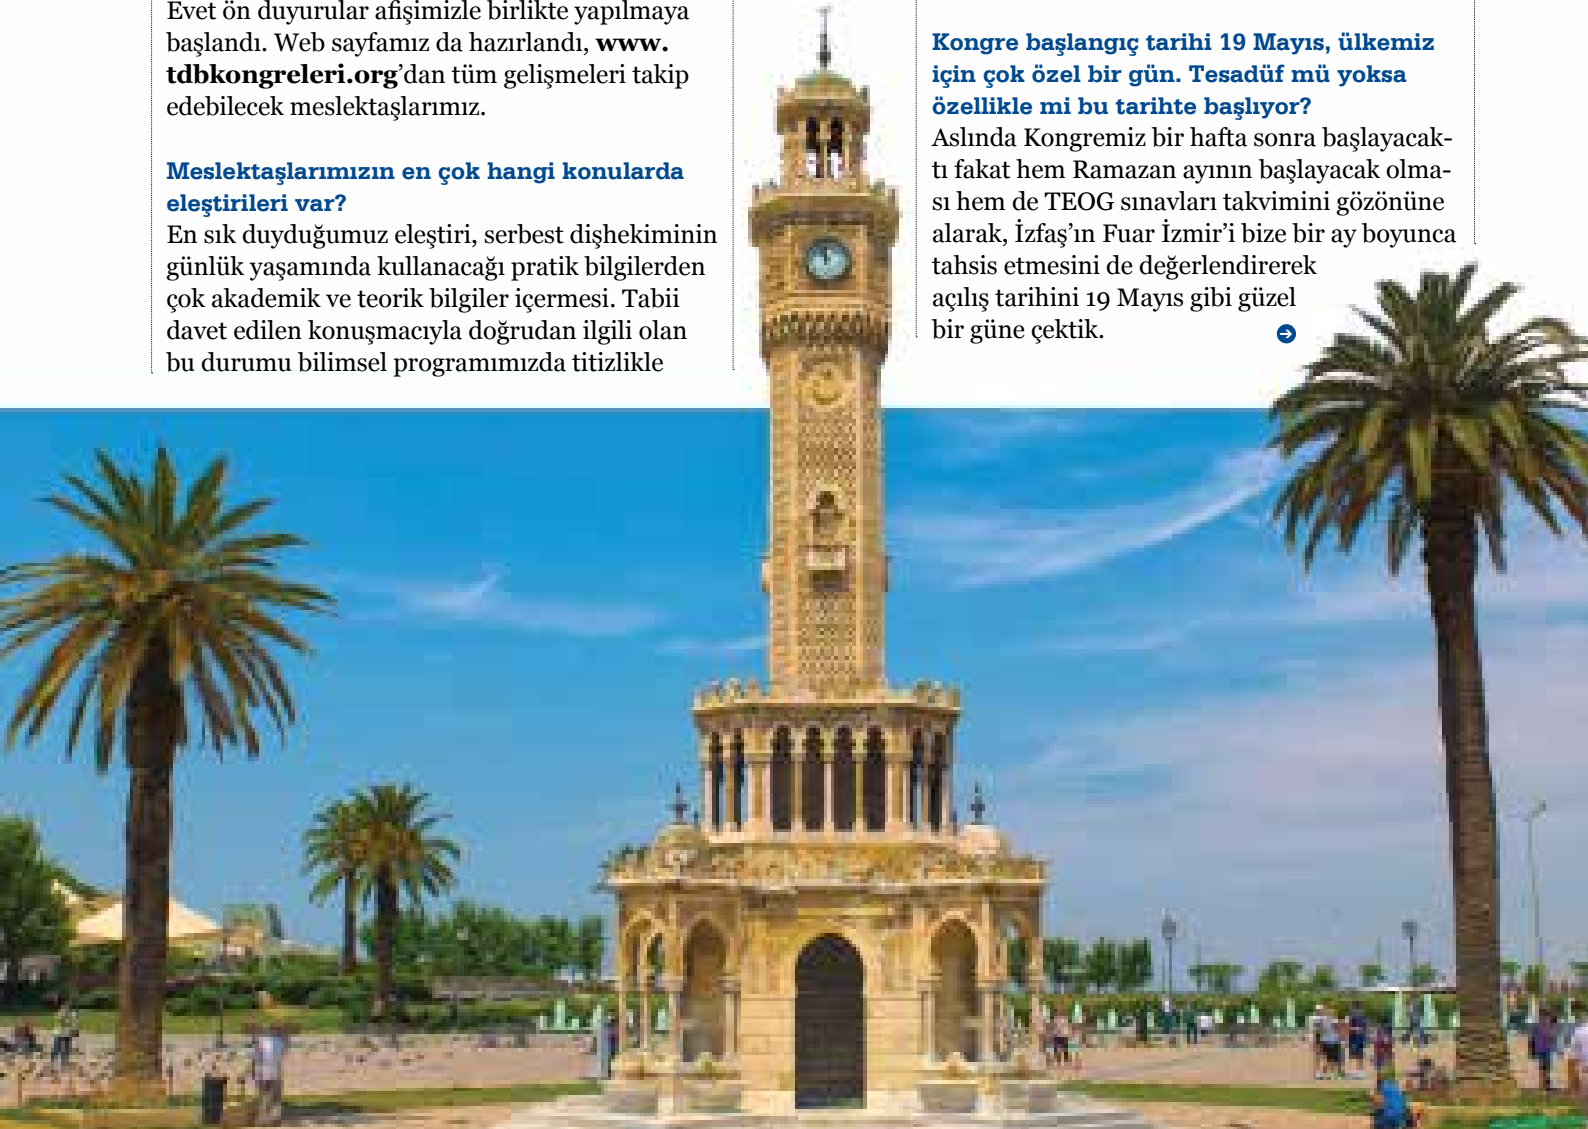 Evet ön duyurular afişimizle birlikte yapılmaya
başlandı. Web sayfamız da hazırlandı, www.
tdbkongreleri.org’dan tüm gelişmeleri takip
edebilecek meslektaşlarımız.
Meslektaşlarımızın en çok hangi konularda
eleştirileri var?
En sık duyduğumuz eleştiri, serbest dişhekiminin
günlük yaşamında kullanacağı pratik bilgilerden
çok akademik ve teorik bilgiler içermesi. Tabii
davet edilen konuşmacıyla doğrudan ilgili olan
bu durumu bilimsel programımızda titizlikle
Kongre başlangıç tarihi 19 Mayıs, ülkemiz
için çok özel bir gün. Tesadüf mü yoksa
özellikle mi bu tarihte başlıyor?
Aslında Kongremiz bir hafta sonra başlayacak-
tı fakat hem Ramazan ayının başlayacak olma-
sı hem de TEOG sınavları takvimini gözönüne
alarak, İzfaş’ın Fuar İzmir’i bize bir ay boyunca
tahsis etmesini de değerlendirerek
açılış tarihini 19 Mayıs gibi güzel
bir güne çektik.